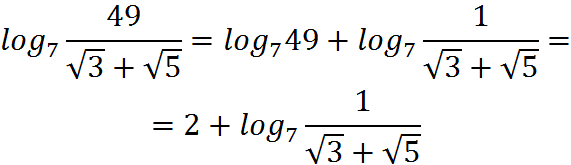 log₇ 49/(√3 + √5) = log₇49 + log₇ 1/(√3 + √5) =
= 2 + log₇ 1/(√3 + √5)